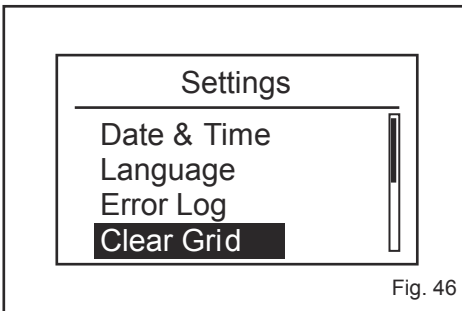 Settings
Date & Time
Language
Error Log
Clear Grid
Fig. 46